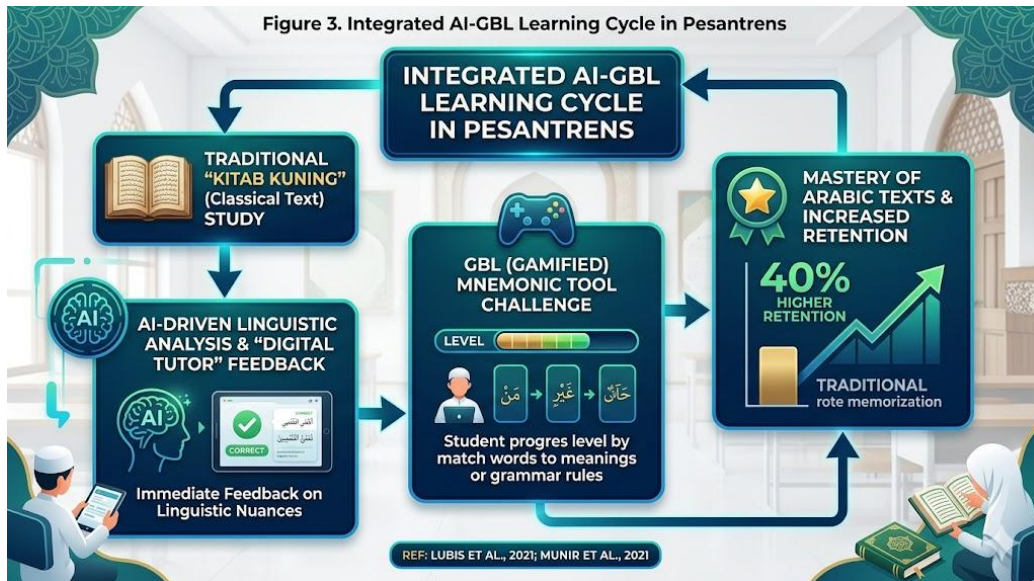 Figure 3. Integrated AI-GBL Learning Cycle in Pesantrens
INTEGRATED AI-GBL
LEARNING CYCLE
IN PESANTRENS
TRADITIONAL
"KITAB KUNING"
(Classical Text)
STUDY
AI
AI-DRIVEN LINGUISTIC
ANALYSIS & "DIGITAL
TUTOR" FEEDBACK
AI
CORRECT
CORRECT
Immediate Feedback on
Linguistic Nuances
GBL (GAMIFIED)
MNEMONIC TOOL
CHALLENGE
LEVEL
مَنْ
غَيْرِ
Student progres level by
match words to meanings
or grammar rules
MASTERY OF
ARABIC TEXTS &
INCREASED
RETENTION
40%
HIGHER
RETENTION
TRADITIONAL
rote memorization
REF: LUBIS ET AL., 2021; MUNIR ET AL., 2021